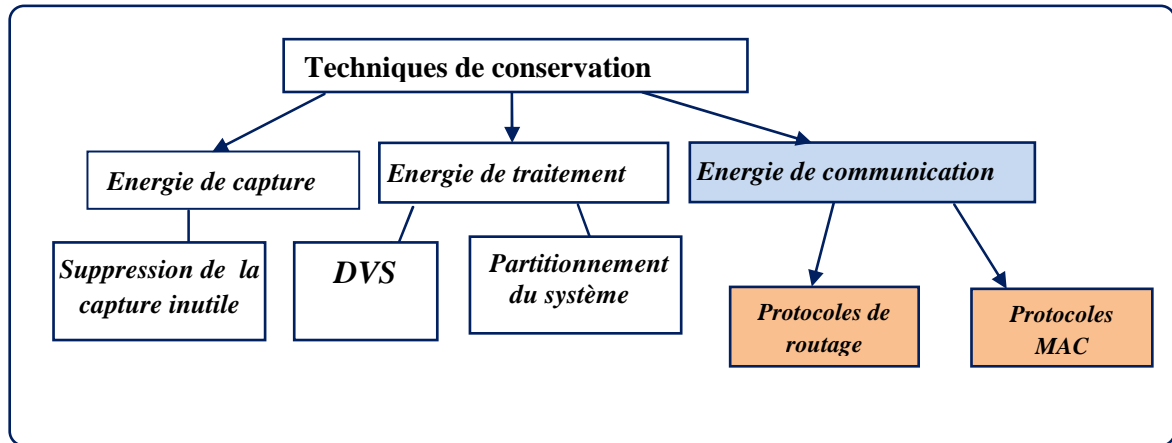 Techniques de conservation
Energie de capture
Energie de traitement
Energie de communication
Suppression de la
capture inutile
DVS
Partitionnement
du système
Protocoles de
routage
Protocoles
MAC